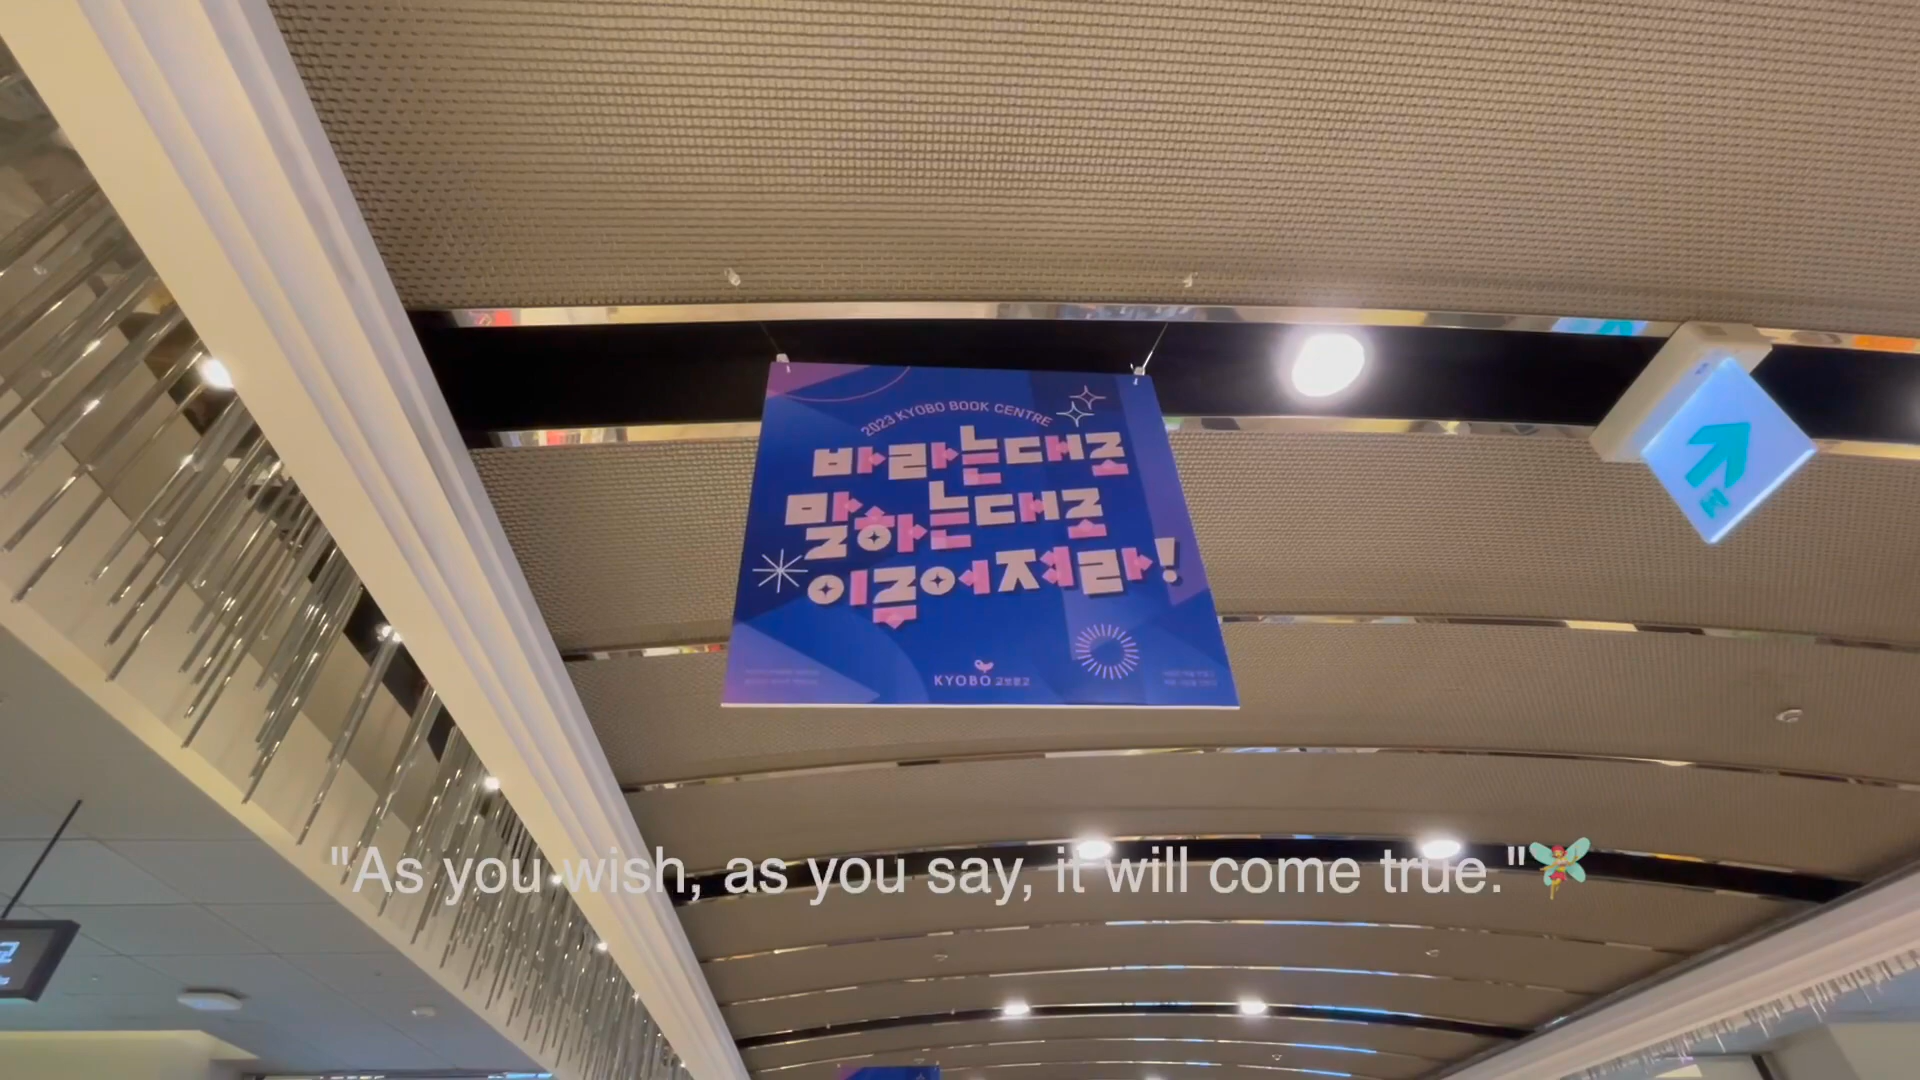 2023 KYOBO BOOK CENTRE
바라는대로
말하는대로
이루어져라!
KYOBO 교보문고
"As you wish, as you say, it will come true."🧚